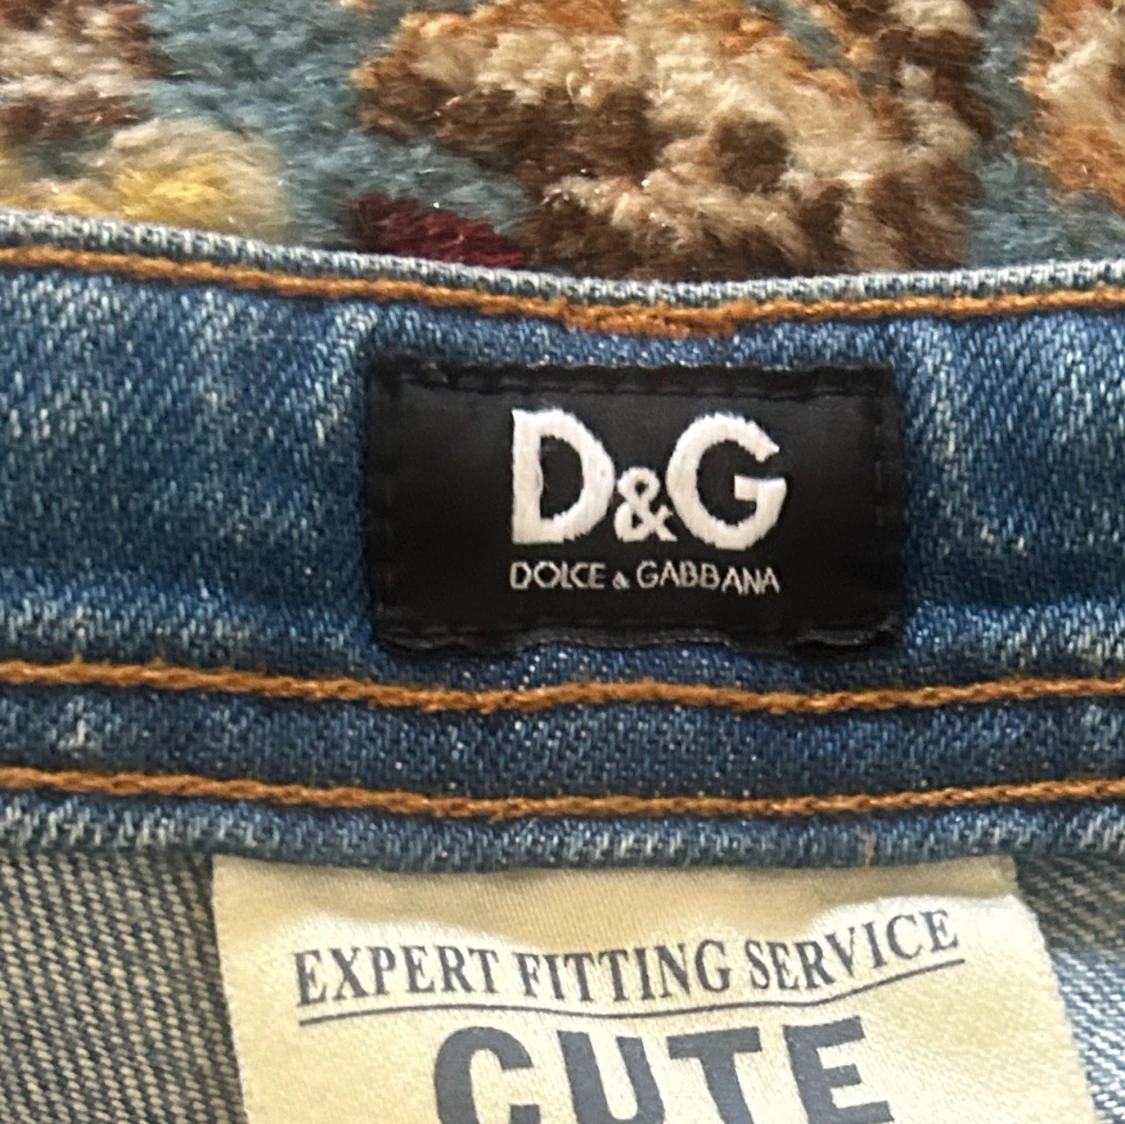 D&G
DOLCE & GABBANA
EXPERT FITTING SERVICE
CUTE